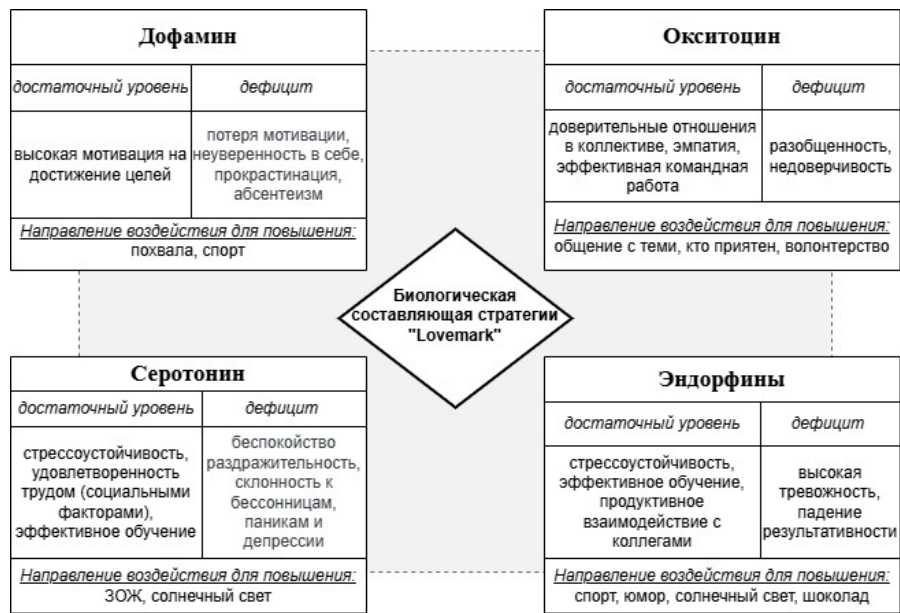 Дофамин
достаточный уровень
дефицит
высокая мотивация на
достижение целей
потеря мотивации,
неуверенность в себе,
прокрастинация,
абсентеизм
Направление воздействия для повышения:
похвала, спорт
Окситоцин
достаточный уровень
дефицит
доверительные отношения
в коллективе, эмпатия,
эффективная командная
работа
разобщенность,
недоверчивость
Направление воздействия для повышения:
общение с теми, кто приятен, волонтерство
Биологическая
составляющая стратегии
"Lovemark"
Серотонин
достаточный уровень
дефицит
стрессоустойчивость,
удовлетворенность
трудом (социальными
факторами),
эффективное обучение
беспокойство
раздражительность,
склонность к
бессонницам,
паникам и
депрессии
Направление воздействия для повышения:
ЗОЖ, солнечный свет
Эндорфины
достаточный уровень
дефицит
стрессоустойчивость,
эффективное обучение,
продуктивное
взаимодействие с
коллегами
высокая
тревожность,
падение
результативности
Направление воздействия для повышения:
спорт, юмор, солнечный свет, шоколад